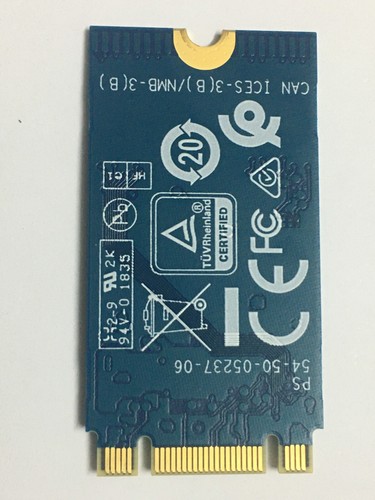 CAN ICES-3(B)/NMB-3(B)
20
HF G1
Pb
TÜVRheinland®
CERTIFIED
FC
CE
2K
94V-0 1835
PS
54-50-05237-06